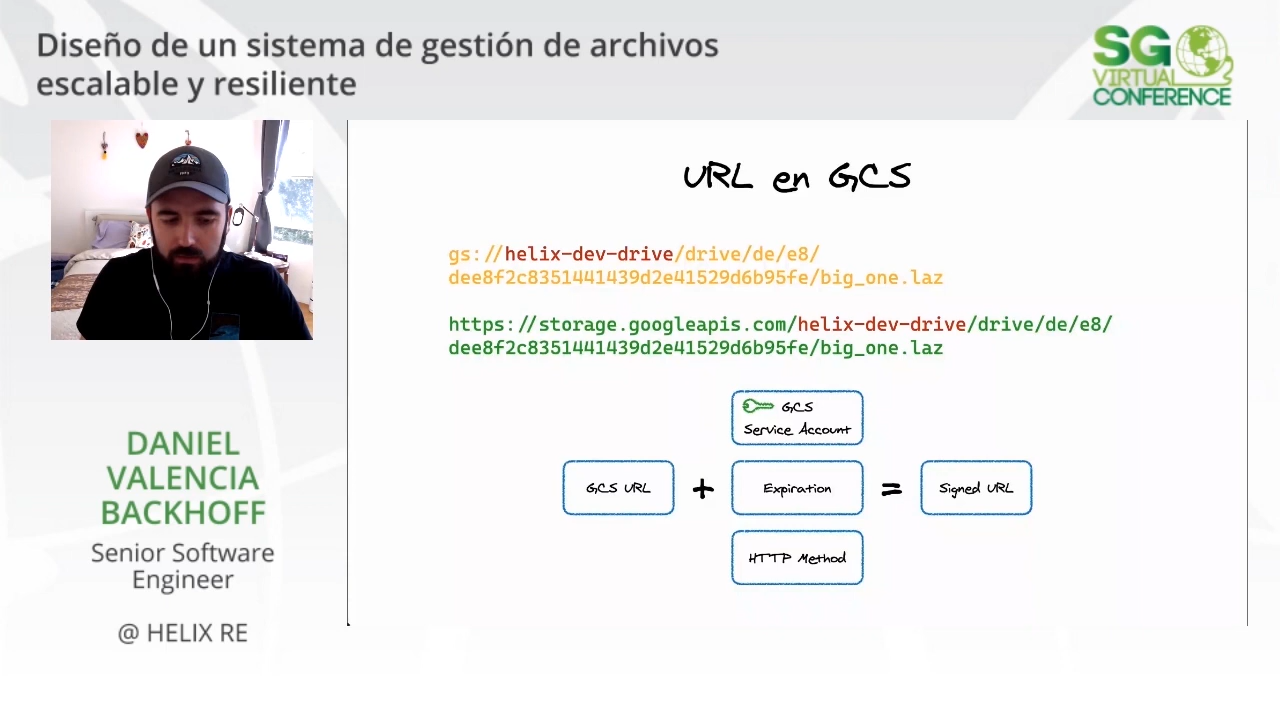 Diseño de un sistema de gestión de archivos
escalable y resiliente
SG
VIRTUAL
CONFERENCE
URL en GCS
gs://helix-dev-drive/drive/de/e8/
dee8f2c8351441439d2e41529d6b95fe/big_one.laz
https://storage.googleapis.com/helix-dev-drive/drive/de/e8/
dee8f2c8351441439d2e41529d6b95fe/big_one.laz
GCS
Service Account
GCS URL
+
Expiration
=
Signed URL
HTTP Method
DANIEL
VALENCIA
BACKHOFF
Senior Software
Engineer
@ HELIX RE